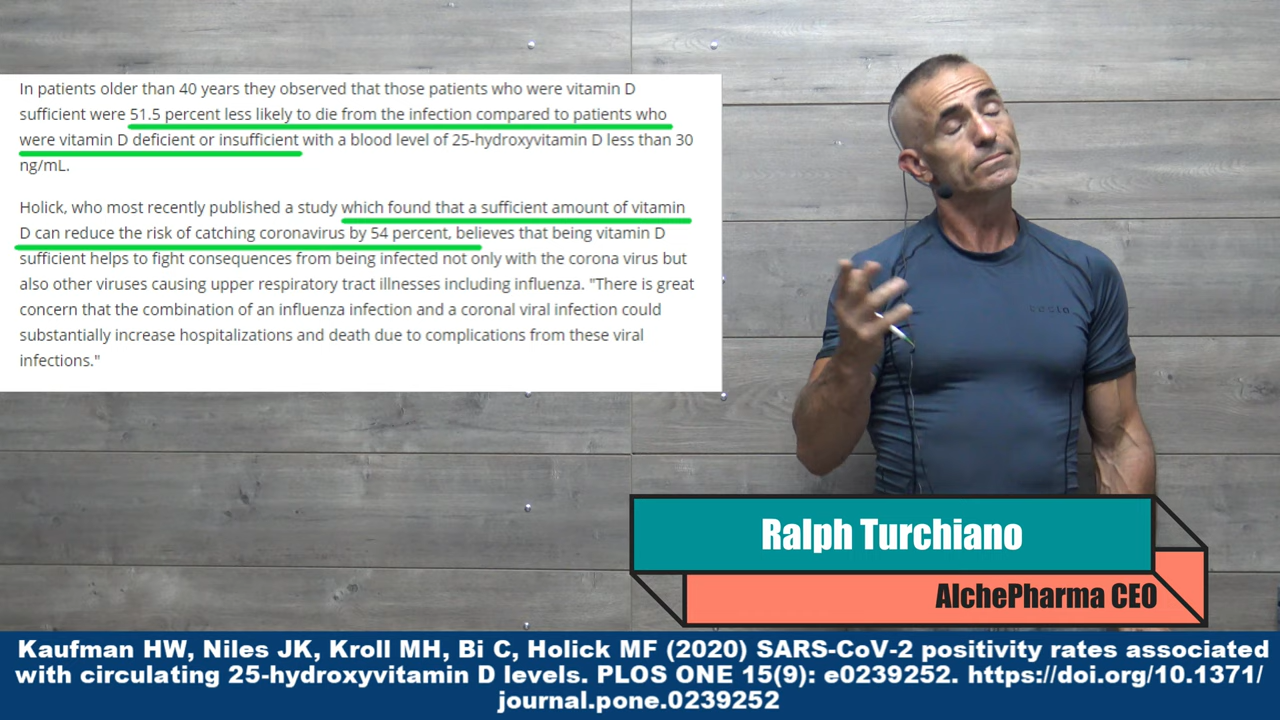 In patients older than 40 years they observed that those patients who were vitamin D
sufficient were 51.5 percent less likely to die from the infection compared to patients who
were vitamin D deficient or insufficient with a blood level of 25-hydroxyvitamin D less than 30
ng/mL.
Holick, who most recently published a study which found that a sufficient amount of vitamin
D can reduce the risk of catching coronavirus by 54 percent, believes that being vitamin D
sufficient helps to fight consequences from being infected not only with the corona virus but
also other viruses causing upper respiratory tract illnesses including influenza. "There is great
concern that the combination of an influenza infection and a coronal viral infection could
substantially increase hospitalizations and death due to complications from these viral
infections."
Ralph Turchiano
AlchePharma CEO
Kaufman HW, Niles JK, Kroll MH, Bi C, Holick MF (2020) SARS-CoV-2 positivity rates associated
with circulating 25-hydroxyvitamin D levels. PLOS ONE 15(9): e0239252. https://doi.org/10.1371/
journal.pone.0239252